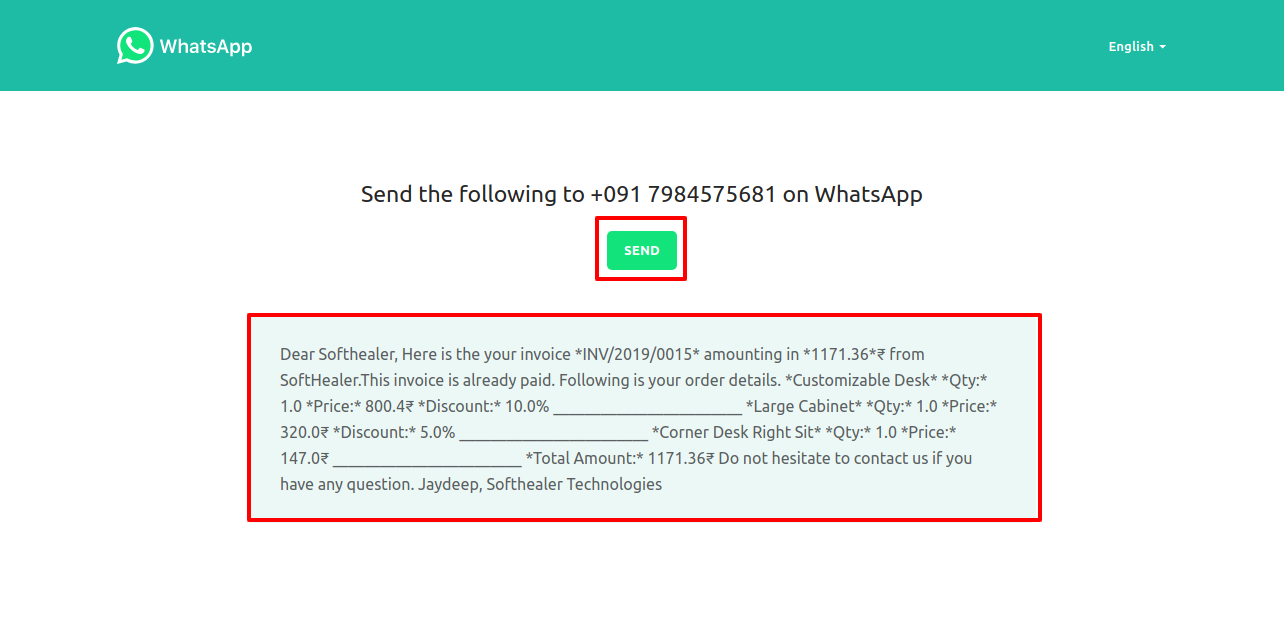 WhatsApp
English
Send the following to +091 7984575681 on WhatsApp
SEND
Dear Softhealer, Here is the your invoice *INV/2019/0015* amounting in *1171.36*₹ from
SoftHealer.This invoice is already paid. Following is your order details. *Customizable Desk* *Qty:*
1.0 *Price:* 800.4₹ *Discount:* 10.0% ________________________ *Large Cabinet* *Qty:* 1.0 *Price:*
320.0₹ *Discount:* 5.0% ________________________ *Corner Desk Right Sit* *Qty:* 1.0 *Price:*
147.0₹ ________________________ *Total Amount:* 1171.36₹ Do not hesitate to contact us if you
have any question. Jaydeep, Softhealer Technologies